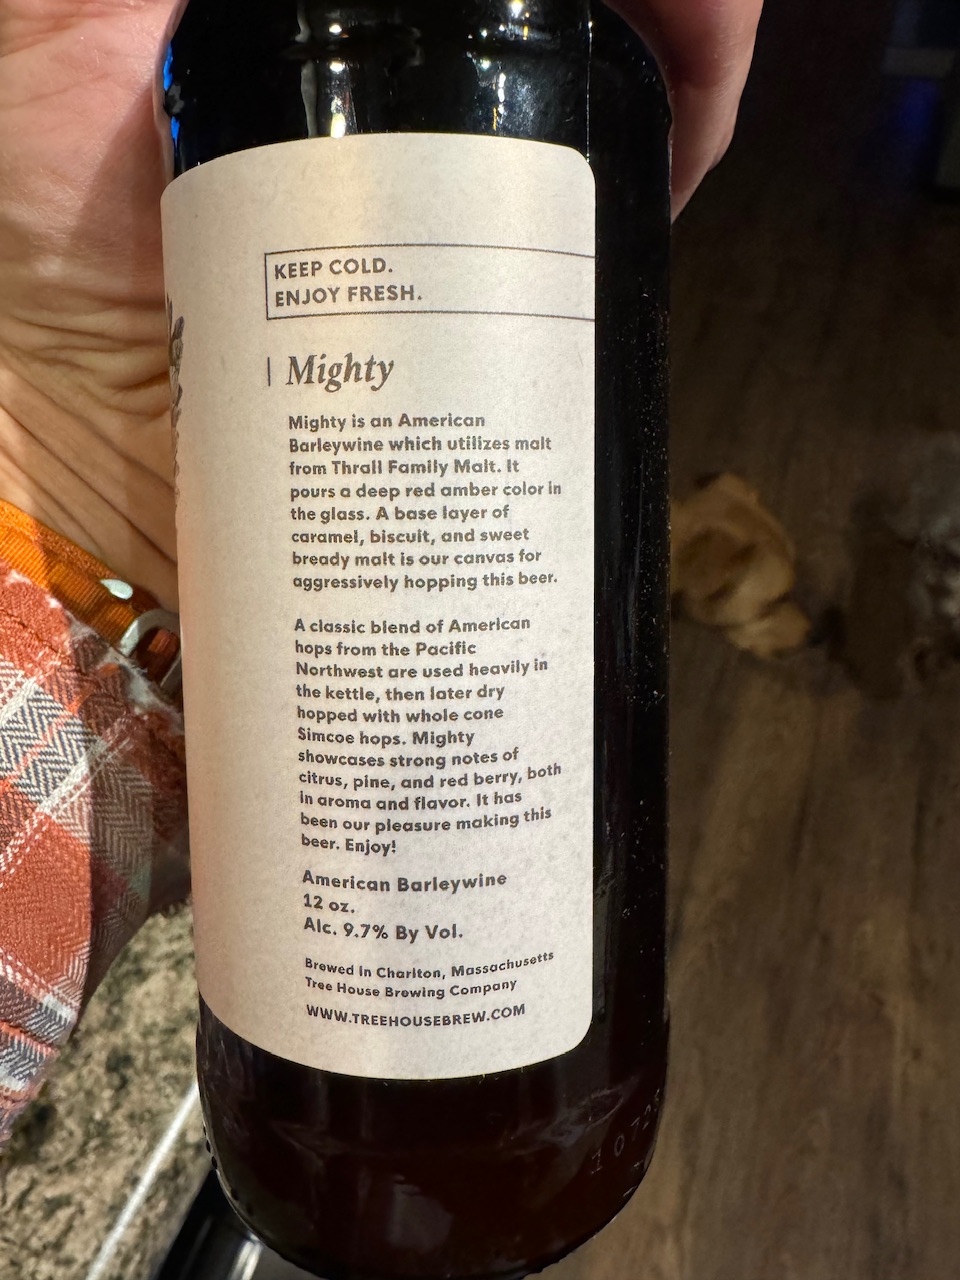 KEEP COLD.
ENJOY FRESH.
Mighty
Mighty is an American
Barleywine which utilizes malt
from Thrall Family Malt. It
pours a deep red amber color in
the glass. A base layer of
caramel, biscuit, and sweet
bready malt is our canvas for
aggressively hopping this beer.
A classic blend of American
hops from the Pacific
Northwest are used heavily in
the kettle, then later dry
hopped with whole cone
Simcoe hops. Mighty
showcases strong notes of
citrus, pine, and red berry, both
in aroma and flavor. It has
been our pleasure making this
beer. Enjoy!
American Barleywine
12 oz.
Alc. 9.7% By Vol.
Brewed in Charlton, Massachusetts
Tree House Brewing Company
WWW.TREEHOUSEBREW.COM